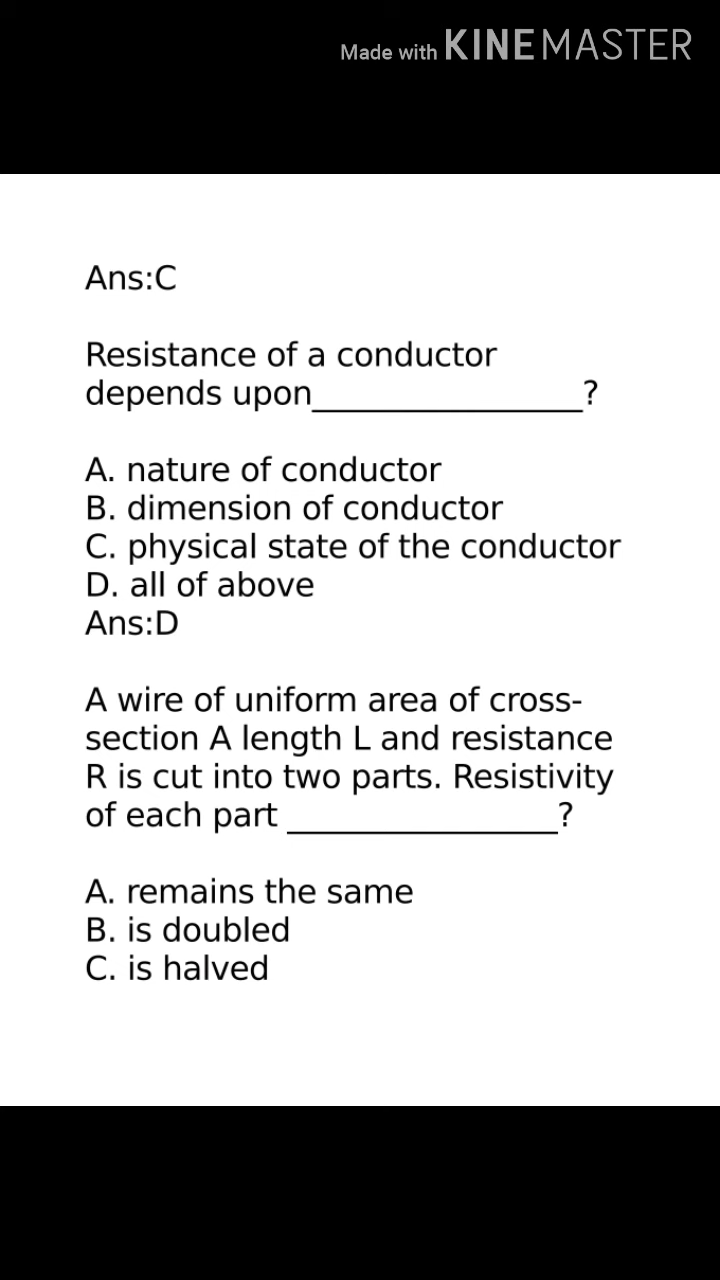 Made with KINEMASTER
Ans:C
Resistance of a conductor
depends upon_________________?
A. nature of conductor
B. dimension of conductor
C. physical state of the conductor
D. all of above
Ans:D
A wire of uniform area of cross-
section A length L and resistance
R is cut into two parts. Resistivity
of each part _________________?
A. remains the same
B. is doubled
C. is halved